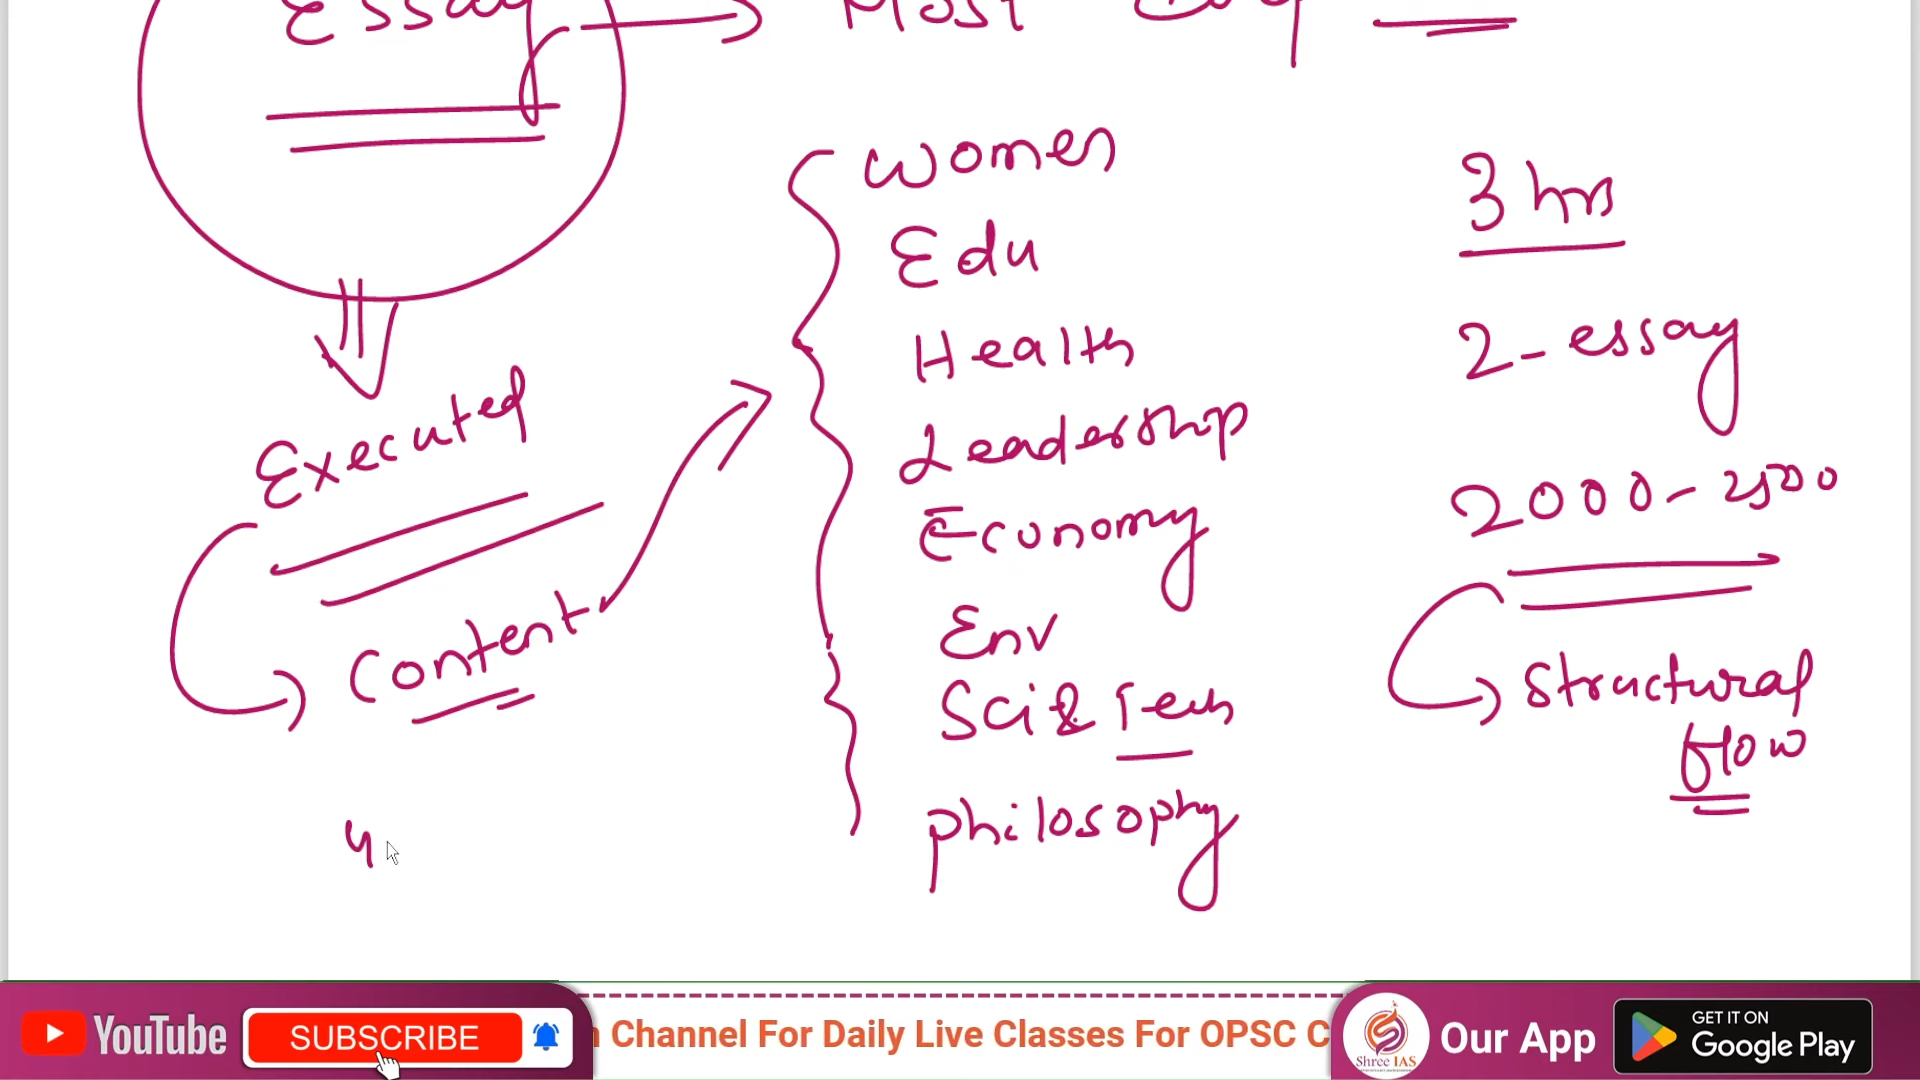 Essay → Most
Women
Edu
Health
Leadership
Economy
Env
Sci & Tech
Philosophy
3 hrs
2 - essay
2000 - 2500
Structural
flow
Executed
Content
4
YouTube
SUBSCRIBE
n Channel For Daily Live Classes For OPSC C
Shree IAS
Our App
GET IT ON
Google Play